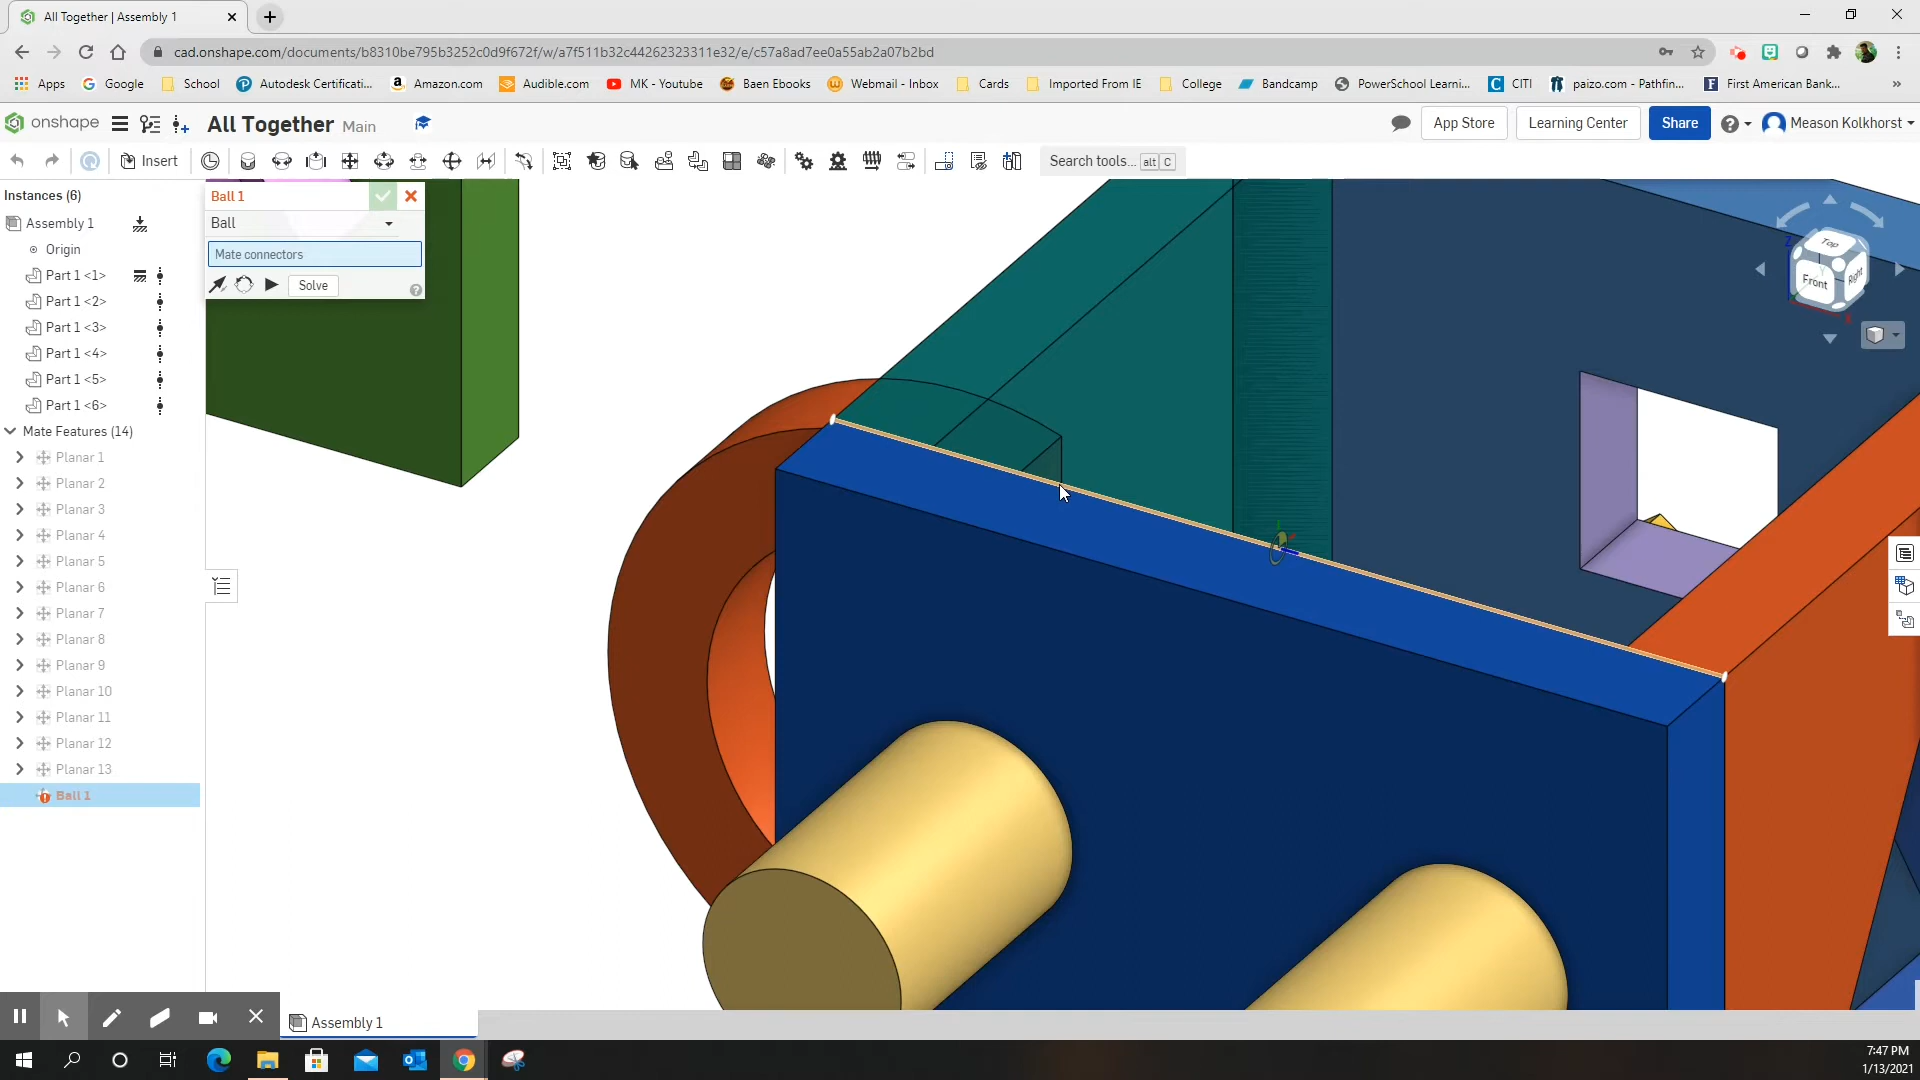 All Together | Assembly 1
cad.onshape.com/documents/b8310be795b3252c0d9f672f/w/a7f511b32c44262323311e32/e/c57a8ad7ee0a55ab2a07b2bd
Apps Google School Autodesk Certificati... Amazon.com Audible.com MK - Youtube Baen Ebooks Webmail - Inbox Cards Imported From IE College Bandcamp PowerSchool Learni... CITI paizo.com - Pathfin... First American Bank... »
onshape All Together Main App Store Learning Center Share Meason Kolkhorst
Insert Search tools... alt C
Instances (6)
Assembly 1
Origin
Part 1 <1>
Part 1 <2>
Part 1 <3>
Part 1 <4>
Part 1 <5>
Part 1 <6>
Mate Features (14)
Planar 1
Planar 2
Planar 3
Planar 4
Planar 5
Planar 6
Planar 7
Planar 8
Planar 9
Planar 10
Planar 11
Planar 12
Planar 13
Ball 1
Ball 1
Ball
Mate connectors
Solve
Top
Front
Right
Z
Assembly 1
7:47 PM
1/13/2021